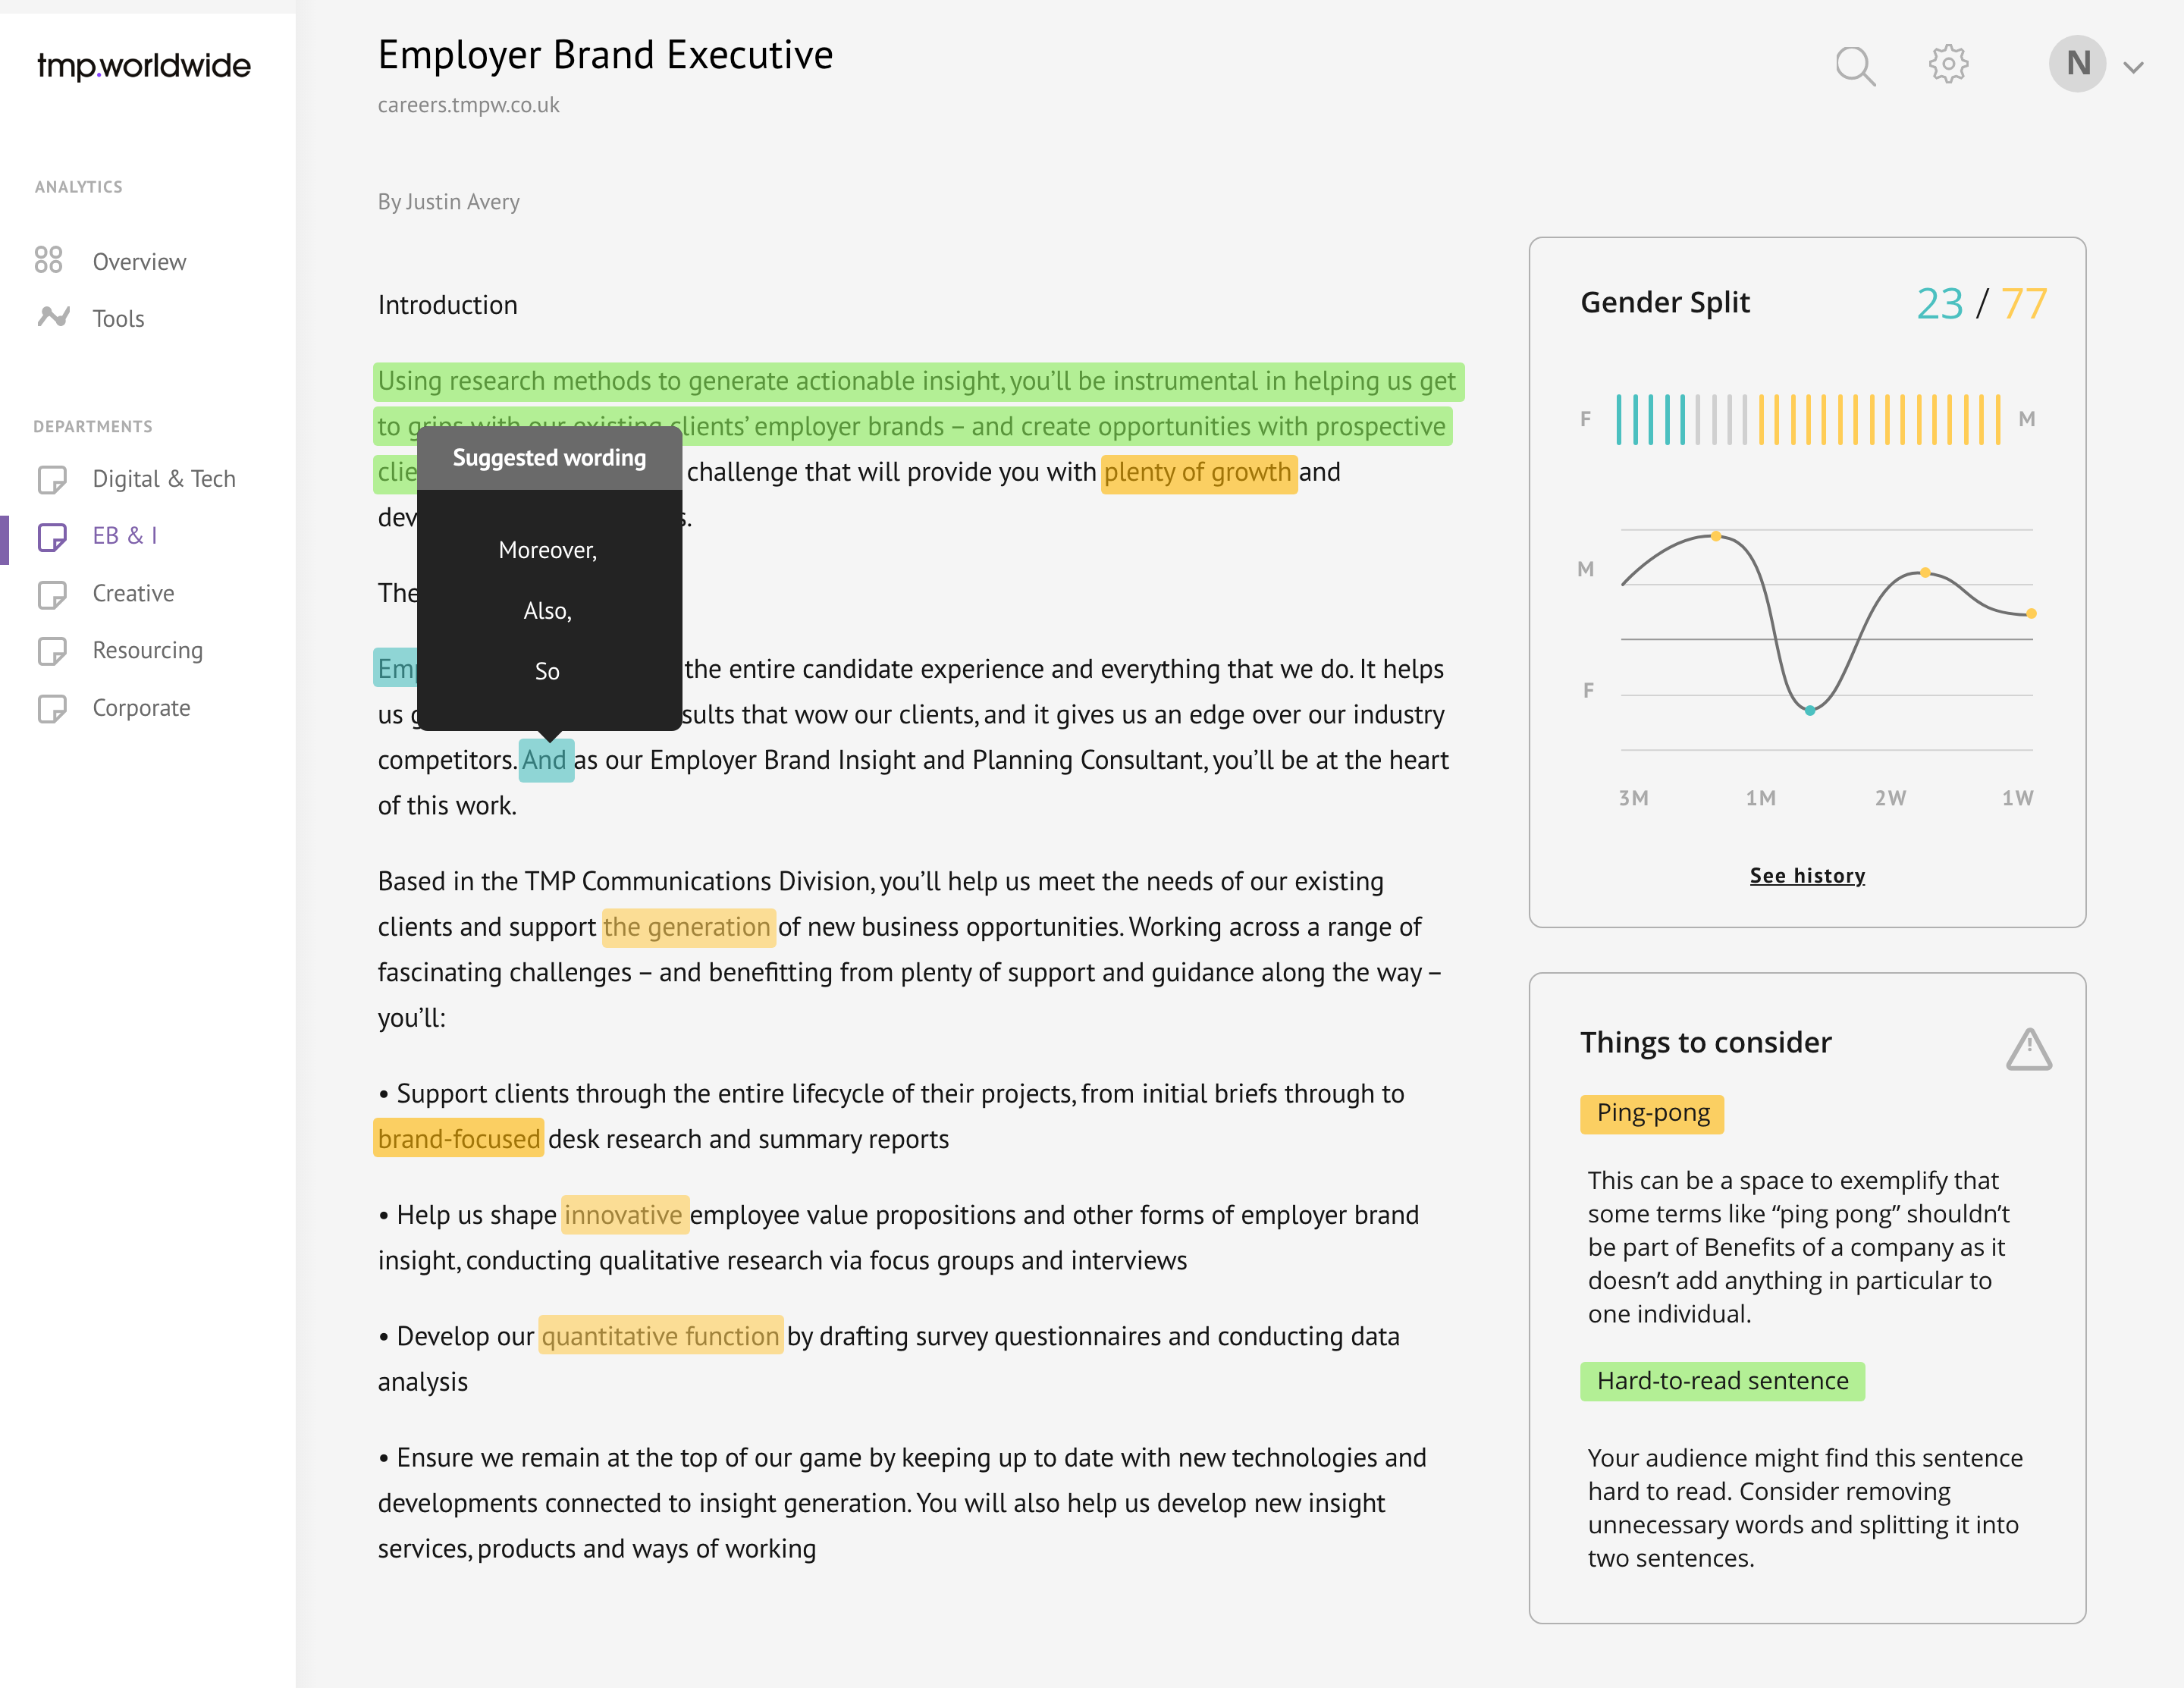 tmp.worldwide
ANALYTICS
Overview
Tools
DEPARTMENTS
Digital & Tech
EB & I
Creative
Resourcing
Corporate
Employer Brand Executive
careers.tmpw.co.uk
N
By Justin Avery
Introduction
Using research methods to generate actionable insight, you’ll be instrumental in helping us get
to grips with our existing clients’ employer brands – and create opportunities with prospective
challenge that will provide you with plenty of growth and
The
the entire candidate experience and everything that we do. It helps
us that wow our clients, and it gives us an edge over our industry
competitors. And as our Employer Brand Insight and Planning Consultant, you’ll be at the heart
of this work.
Suggested wording
Moreover,
Also,
So
Based in the TMP Communications Division, you’ll help us meet the needs of our existing
clients and support the generation of new business opportunities. Working across a range of
fascinating challenges – and benefitting from plenty of support and guidance along the way –
you’ll:
• Support clients through the entire lifecycle of their projects, from initial briefs through to
brand-focused desk research and summary reports
• Help us shape innovative employee value propositions and other forms of employer brand
insight, conducting qualitative research via focus groups and interviews
• Develop our quantitative function by drafting survey questionnaires and conducting data
analysis
• Ensure we remain at the top of our game by keeping up to date with new technologies and
developments connected to insight generation. You will also help us develop new insight
services, products and ways of working
Gender Split 23 / 77
F M
M
F
3M 1M 2W 1W
See history
Things to consider
Ping-pong
This can be a space to exemplify that
some terms like “ping pong” shouldn’t
be part of Benefits of a company as it
doesn’t add anything in particular to
one individual.
Hard-to-read sentence
Your audience might find this sentence
hard to read. Consider removing
unnecessary words and splitting it into
two sentences.